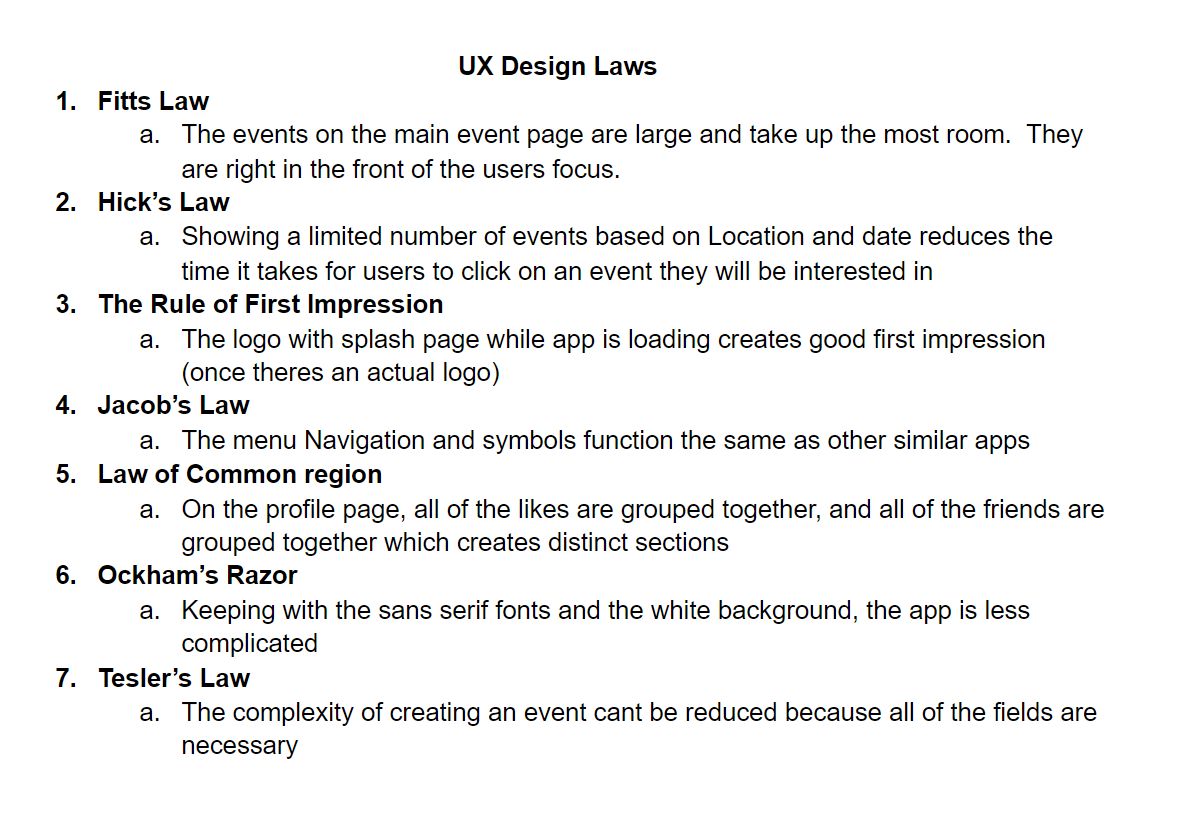 UX Design Laws
1. Fitts Law
a. The events on the main event page are large and take up the most room.  They
are right in the front of the users focus.
2. Hick’s Law
a. Showing a limited number of events based on Location and date reduces the
time it takes for users to click on an event they will be interested in
3. The Rule of First Impression
a. The logo with splash page while app is loading creates good first impression
(once theres an actual logo)
4. Jacob’s Law
a. The menu Navigation and symbols function the same as other similar apps
5. Law of Common region
a. On the profile page, all of the likes are grouped together, and all of the friends are
grouped together which creates distinct sections
6. Ockham’s Razor
a. Keeping with the sans serif fonts and the white background, the app is less
complicated
7. Tesler’s Law
a. The complexity of creating an event cant be reduced because all of the fields are
necessary